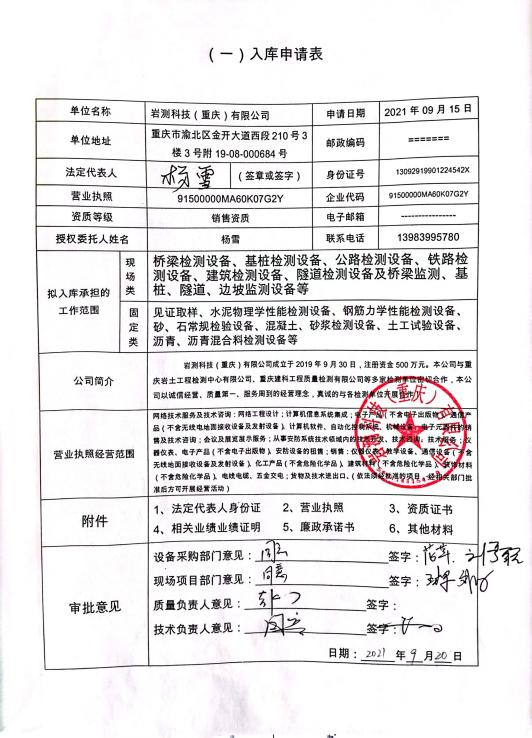 （一）入库申请表
单位名称 岩测科技（重庆）有限公司 申请日期 2021 年 09 月 15 日
单位地址 重庆市渝北区金开大道西段 210 号 3 楼 3 号附 19-08-000684 号 邮政编码 =======
法定代表人 杨雪 （签章或签字） 身份证号 13092919901224542X
营业执照 91500000MA60K07G2Y 企业代码 91500000MA60K07G2Y
资质等级 销售资质 电子邮箱 ---------------
授权委托人姓名 杨雪 联系电话 13983995780
拟入库承担的工作范围
现场类
桥梁检测设备、基桩检测设备、公路检测设备、铁路检
测设备、建筑检测设备、隧道检测设备及桥梁监测、基
桩、隧道、边坡监测设备等
固定类
见证取样、水泥物理学性能检测设备、钢筋力学性能检测设备、
砂、石常规检验设备、混凝土、砂浆检测设备、土工试验设备、
沥青、沥青混合料检测设备等
公司简介
岩测科技（重庆）有限公司成立于 2019 年 9 月 30 日，注册资金 500 万元。本公司与重
庆岩土工程检测中心有限公司、重庆建科工程质量检测有限公司等多家检测单位密切合作，本公
司以诚信经营、质量第一、服务周到的经营理念，真诚的与各检测单位开展合作。
营业执照经营范围
网络技术服务及技术咨询；网络工程设计；计算机信息系统集成；电子产品（不含电子出版物）、通信产
品（不含无线电地面接收设备及发射设备）、计算机软件、自动化控制系统、机械设备、电子元器件的销
售及技术咨询；会议及展览展示服务；从事安防系统技术领域内的技术开发、技术咨询、技术服务；仪
器仪表、电子产品（不含电子出版物）、安防设备的租售；销售：仪器仪表、教学设备、通信设备（不含
无线电地面接收设备及发射设备）、化工产品（不含危险化学品）、建筑材料（不含危险化学品）、装饰材料
（不含危险化学品）、电线电缆、五金交电；货物及技术进出口。（依法须经批准的项目，经相关部门批
准后方可开展经营活动）
附件
1、法定代表人身份证 2、营业执照 3、资质证书
4、相关业绩业绩证明 5、廉政承诺书 6、其他材料
审批意见
设备采购部门意见： 签字：
现场项目部门意见：同意 签字：
质量负责人意见： 签字：
技术负责人意见： 签字：
日期：2021 年 9 月 20 日